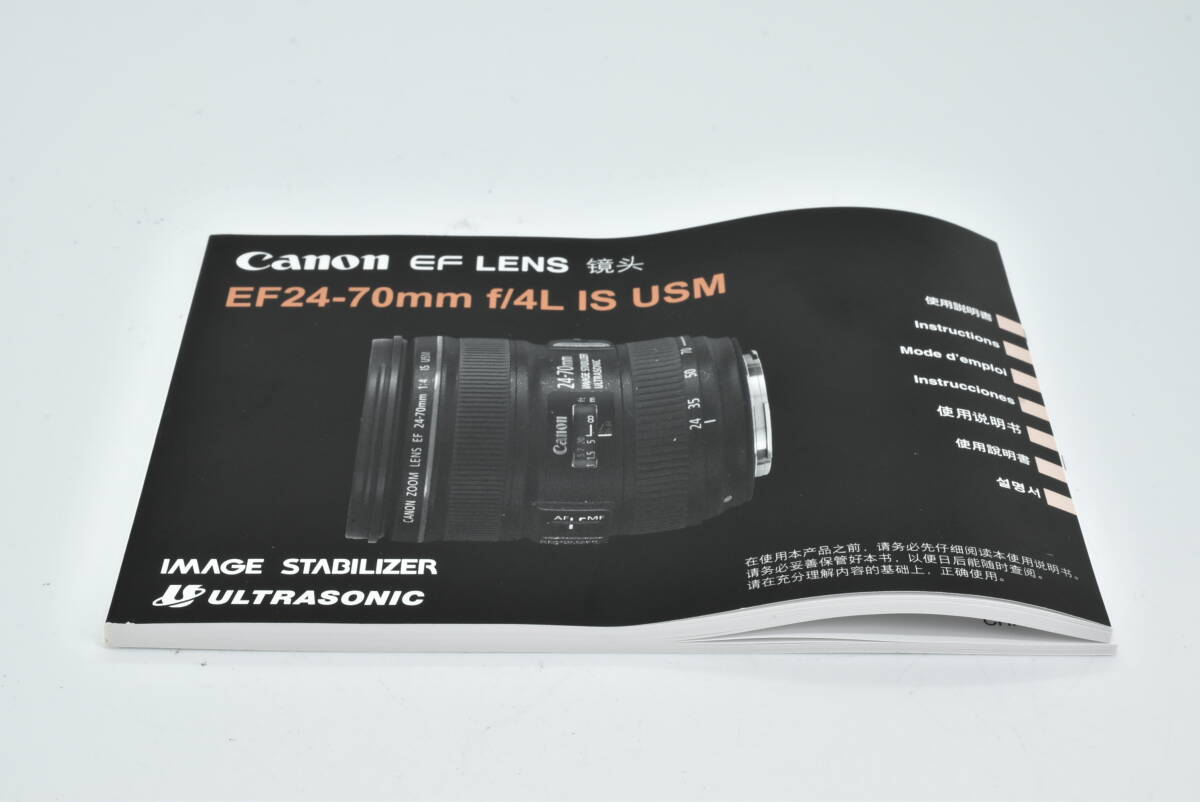 Canon EF LENS 镜头
EF24-70mm f/4L IS USM
使用説明書
Instructions
Mode d'emploi
Instrucciones
使用说明书
使用說明書
설명서
CANON ZOOM LENS EF 24-70mm 1:4 IS USM
24-70mm
IMAGE STABILIZER
ULTRASONIC
Canon
ft
m
24 35 50 70
AF MF
IMAGE STABILIZER
ULTRASONIC
在使用本产品之前，请务必先仔细阅读本使用说明书。
请务必妥善保管好本书，以便日后能随时查阅。
请在充分理解内容的基础上，正确使用。